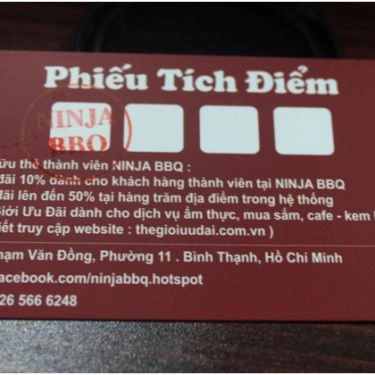 Phiếu Tích Điểm
NINJA
BBQ
ữu thẻ thành viên NINJA BBQ :
đãi 10% dành cho khách hàng thành viên tại NINJA BBQ
đãi lên đến 50% tại hàng trăm địa điểm trong hệ thống
Giới Ưu Đãi dành cho dịch vụ ẩm thực, mua sắm, cafe - kem
iết truy cập website : thegioiuudai.com.vn )
hạm Văn Đồng, Phường 11 . Bình Thạnh, Hồ Chí Minh
acebook.com/ninjabbq.hotspot
26 566 6248